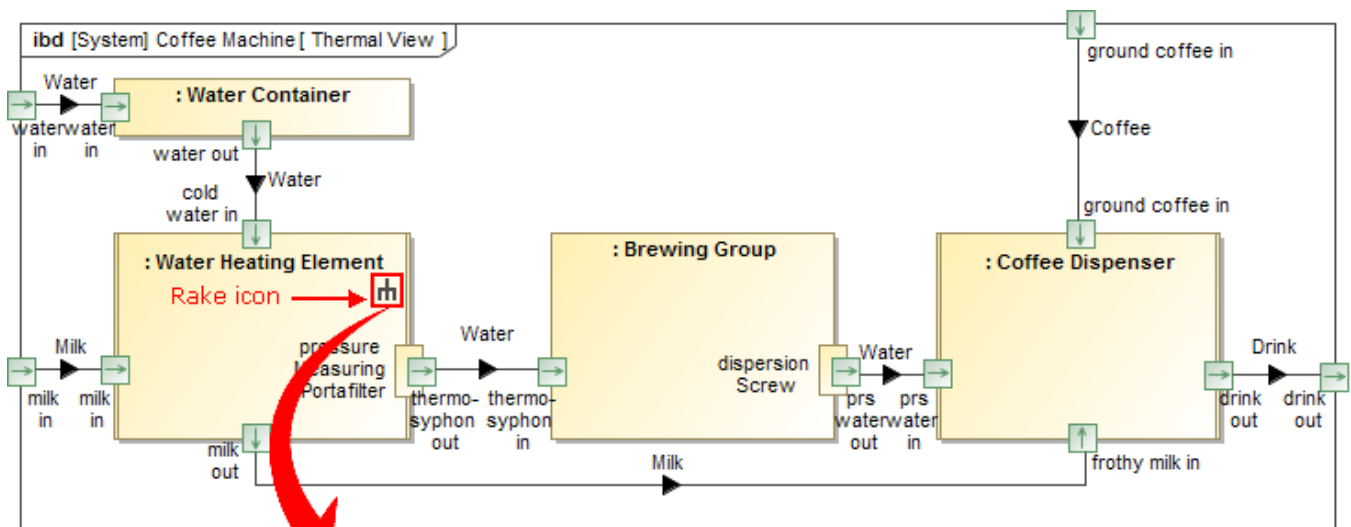 ibd [System] Coffee Machine [ Thermal View ]
ground coffee in
Water
: Water Container
water in
water in
Coffee
water out
Water
cold
water in
ground coffee in
: Water Heating Element
: Brewing Group
: Coffee Dispenser
Rake icon
Water
Milk
pressure
Measuring
Portafilter
dispersion
Screw
Water
Drink
milk
in
milk
in
thermo-
syphon
out
thermo-
syphon
in
prs
water
out
prs
water
in
drink
out
drink
out
milk
out
Milk
frothy milk in